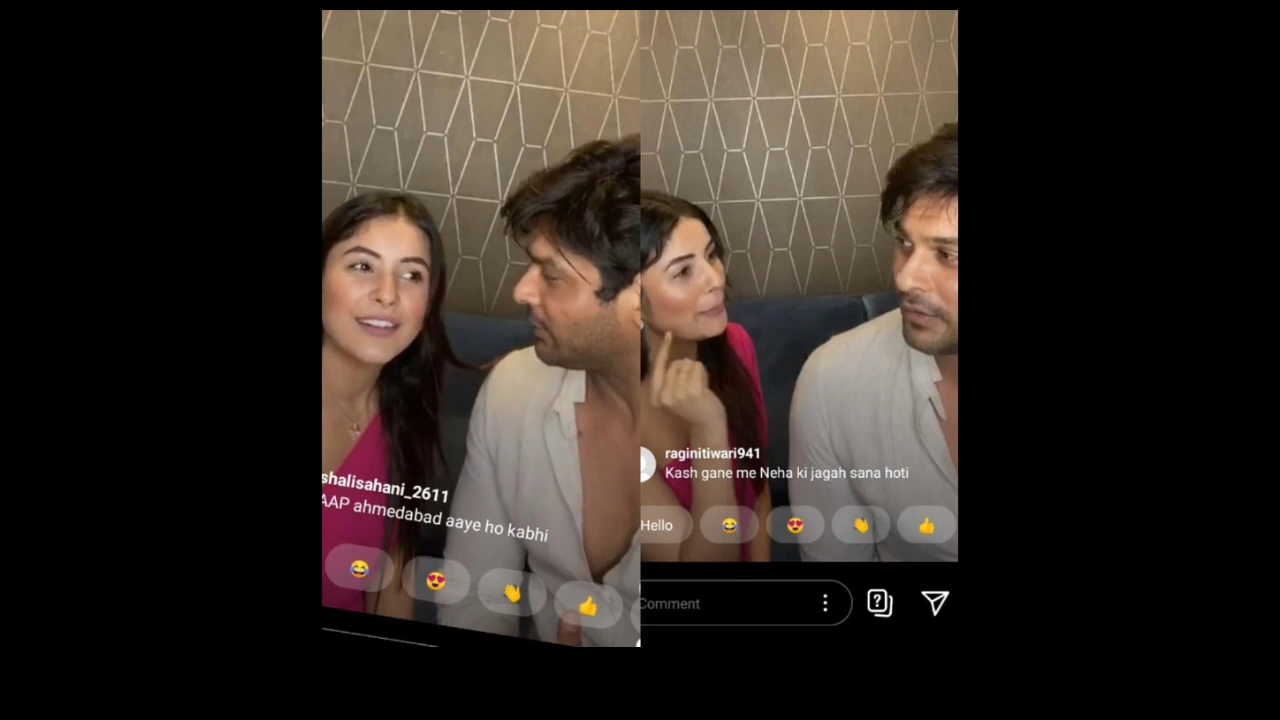 shalisahani_2611
AAP ahmedabad aaye ho kabhi
raginitiwari941
Kash gane me Neha ki jagah sana hoti
Hello
Comment
?